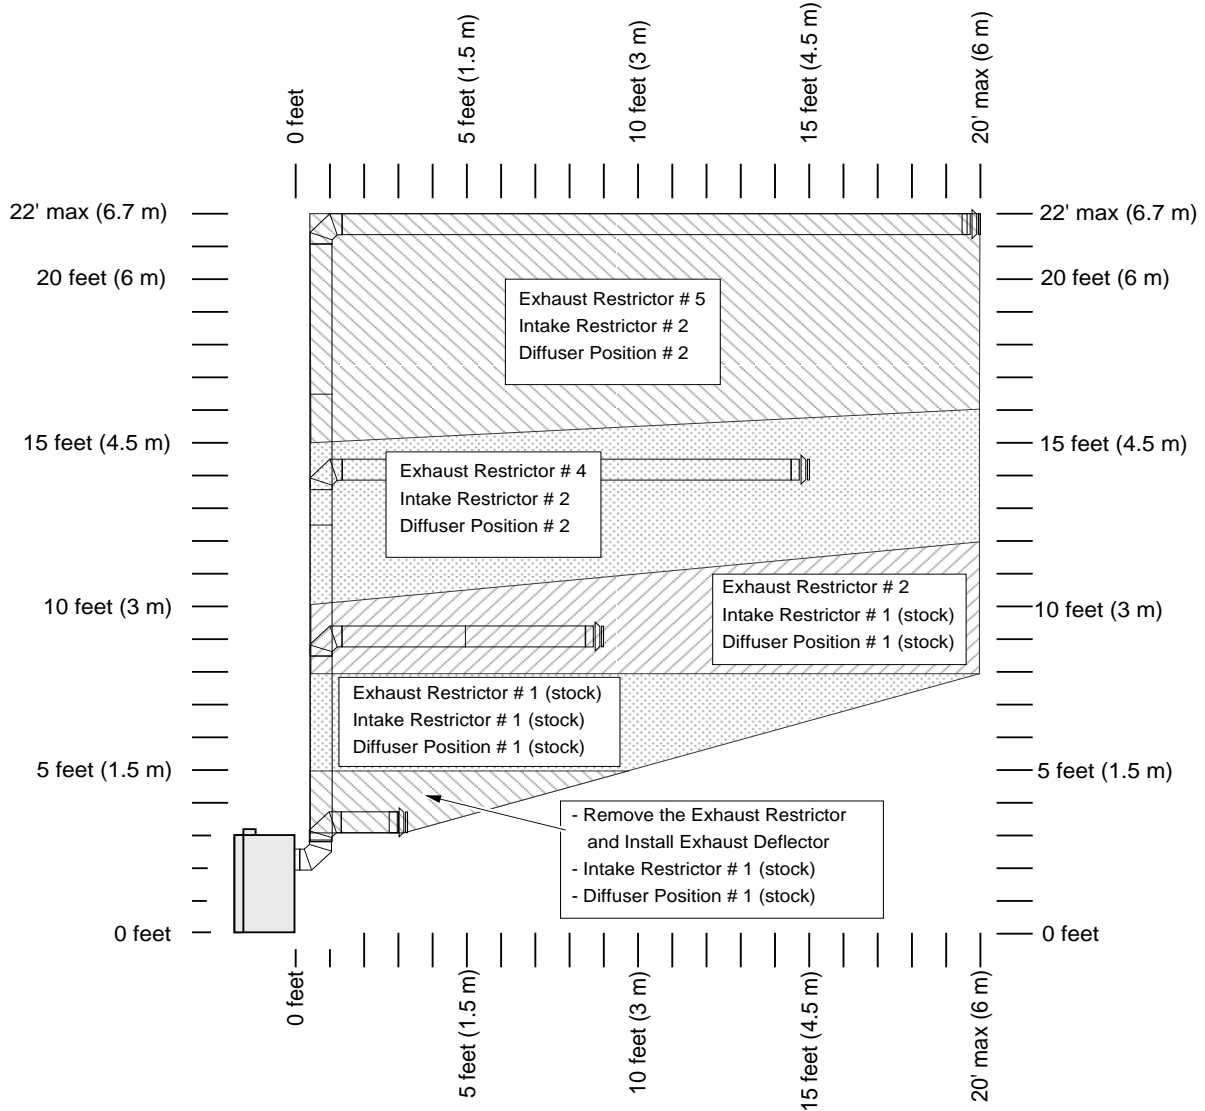 0 feet
5 feet (1.5 m)
10 feet (3 m)
15 feet (4.5 m)
20' max (6 m)
22' max (6.7 m)
20 feet (6 m)
15 feet (4.5 m)
10 feet (3 m)
5 feet (1.5 m)
0 feet
Exhaust Restrictor # 5
Intake Restrictor # 2
Diffuser Position # 2
Exhaust Restrictor # 4
Intake Restrictor # 2
Diffuser Position # 2
Exhaust Restrictor # 2
Intake Restrictor # 1 (stock)
Diffuser Position # 1 (stock)
Exhaust Restrictor # 1 (stock)
Intake Restrictor # 1 (stock)
Diffuser Position # 1 (stock)
- Remove the Exhaust Restrictor
and Install Exhaust Deflector
- Intake Restrictor # 1 (stock)
- Diffuser Position # 1 (stock)
22' max (6.7 m)
20 feet (6 m)
15 feet (4.5 m)
10 feet (3 m)
5 feet (1.5 m)
0 feet
0 feet
5 feet (1.5 m)
10 feet (3 m)
15 feet (4.5 m)
20' max (6 m)